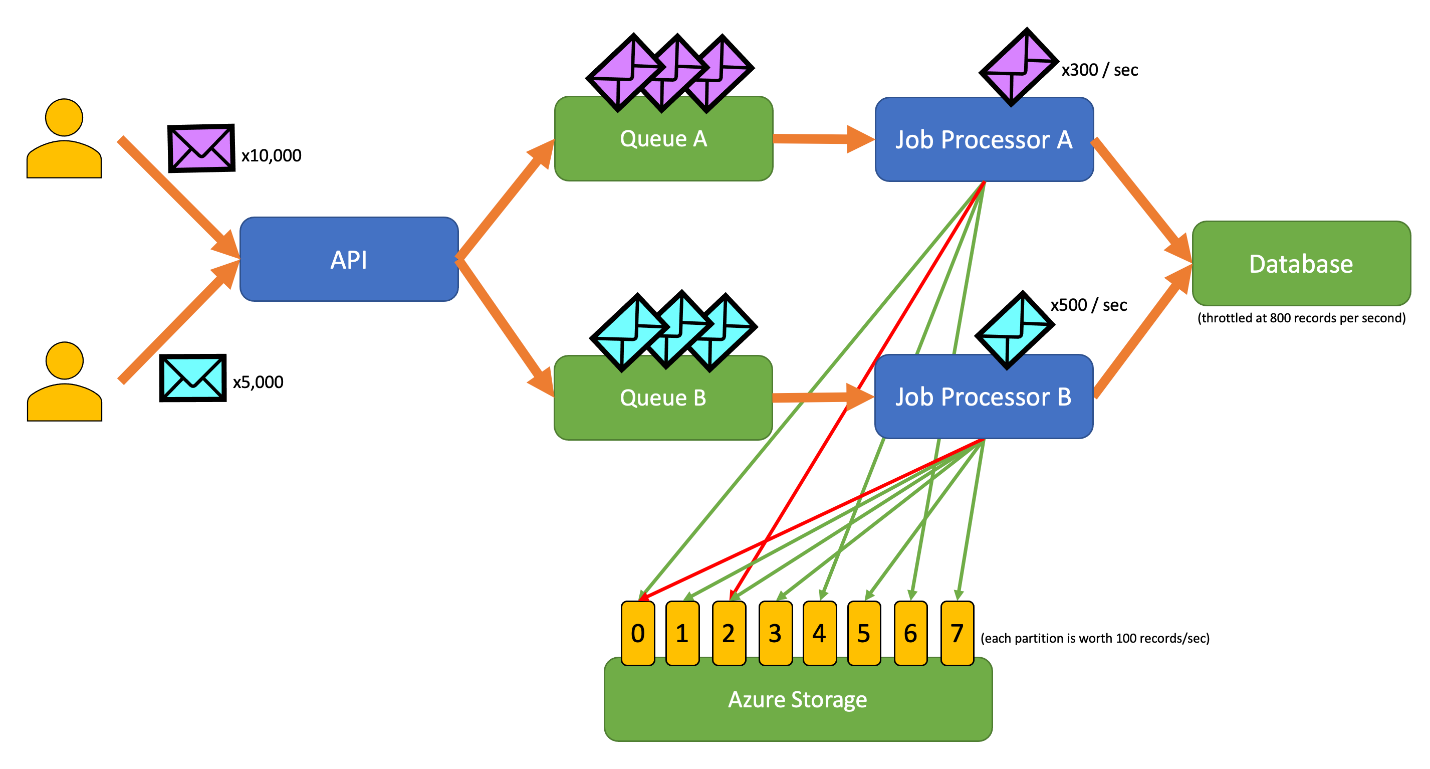 x10,000
x5,000
API
Queue A
Queue B
x300 / sec
Job Processor A
x500 / sec
Job Processor B
Database
(throttled at 800 records per second)
0 1 2 3 4 5 6 7
(each partition is worth 100 records/sec)
Azure Storage